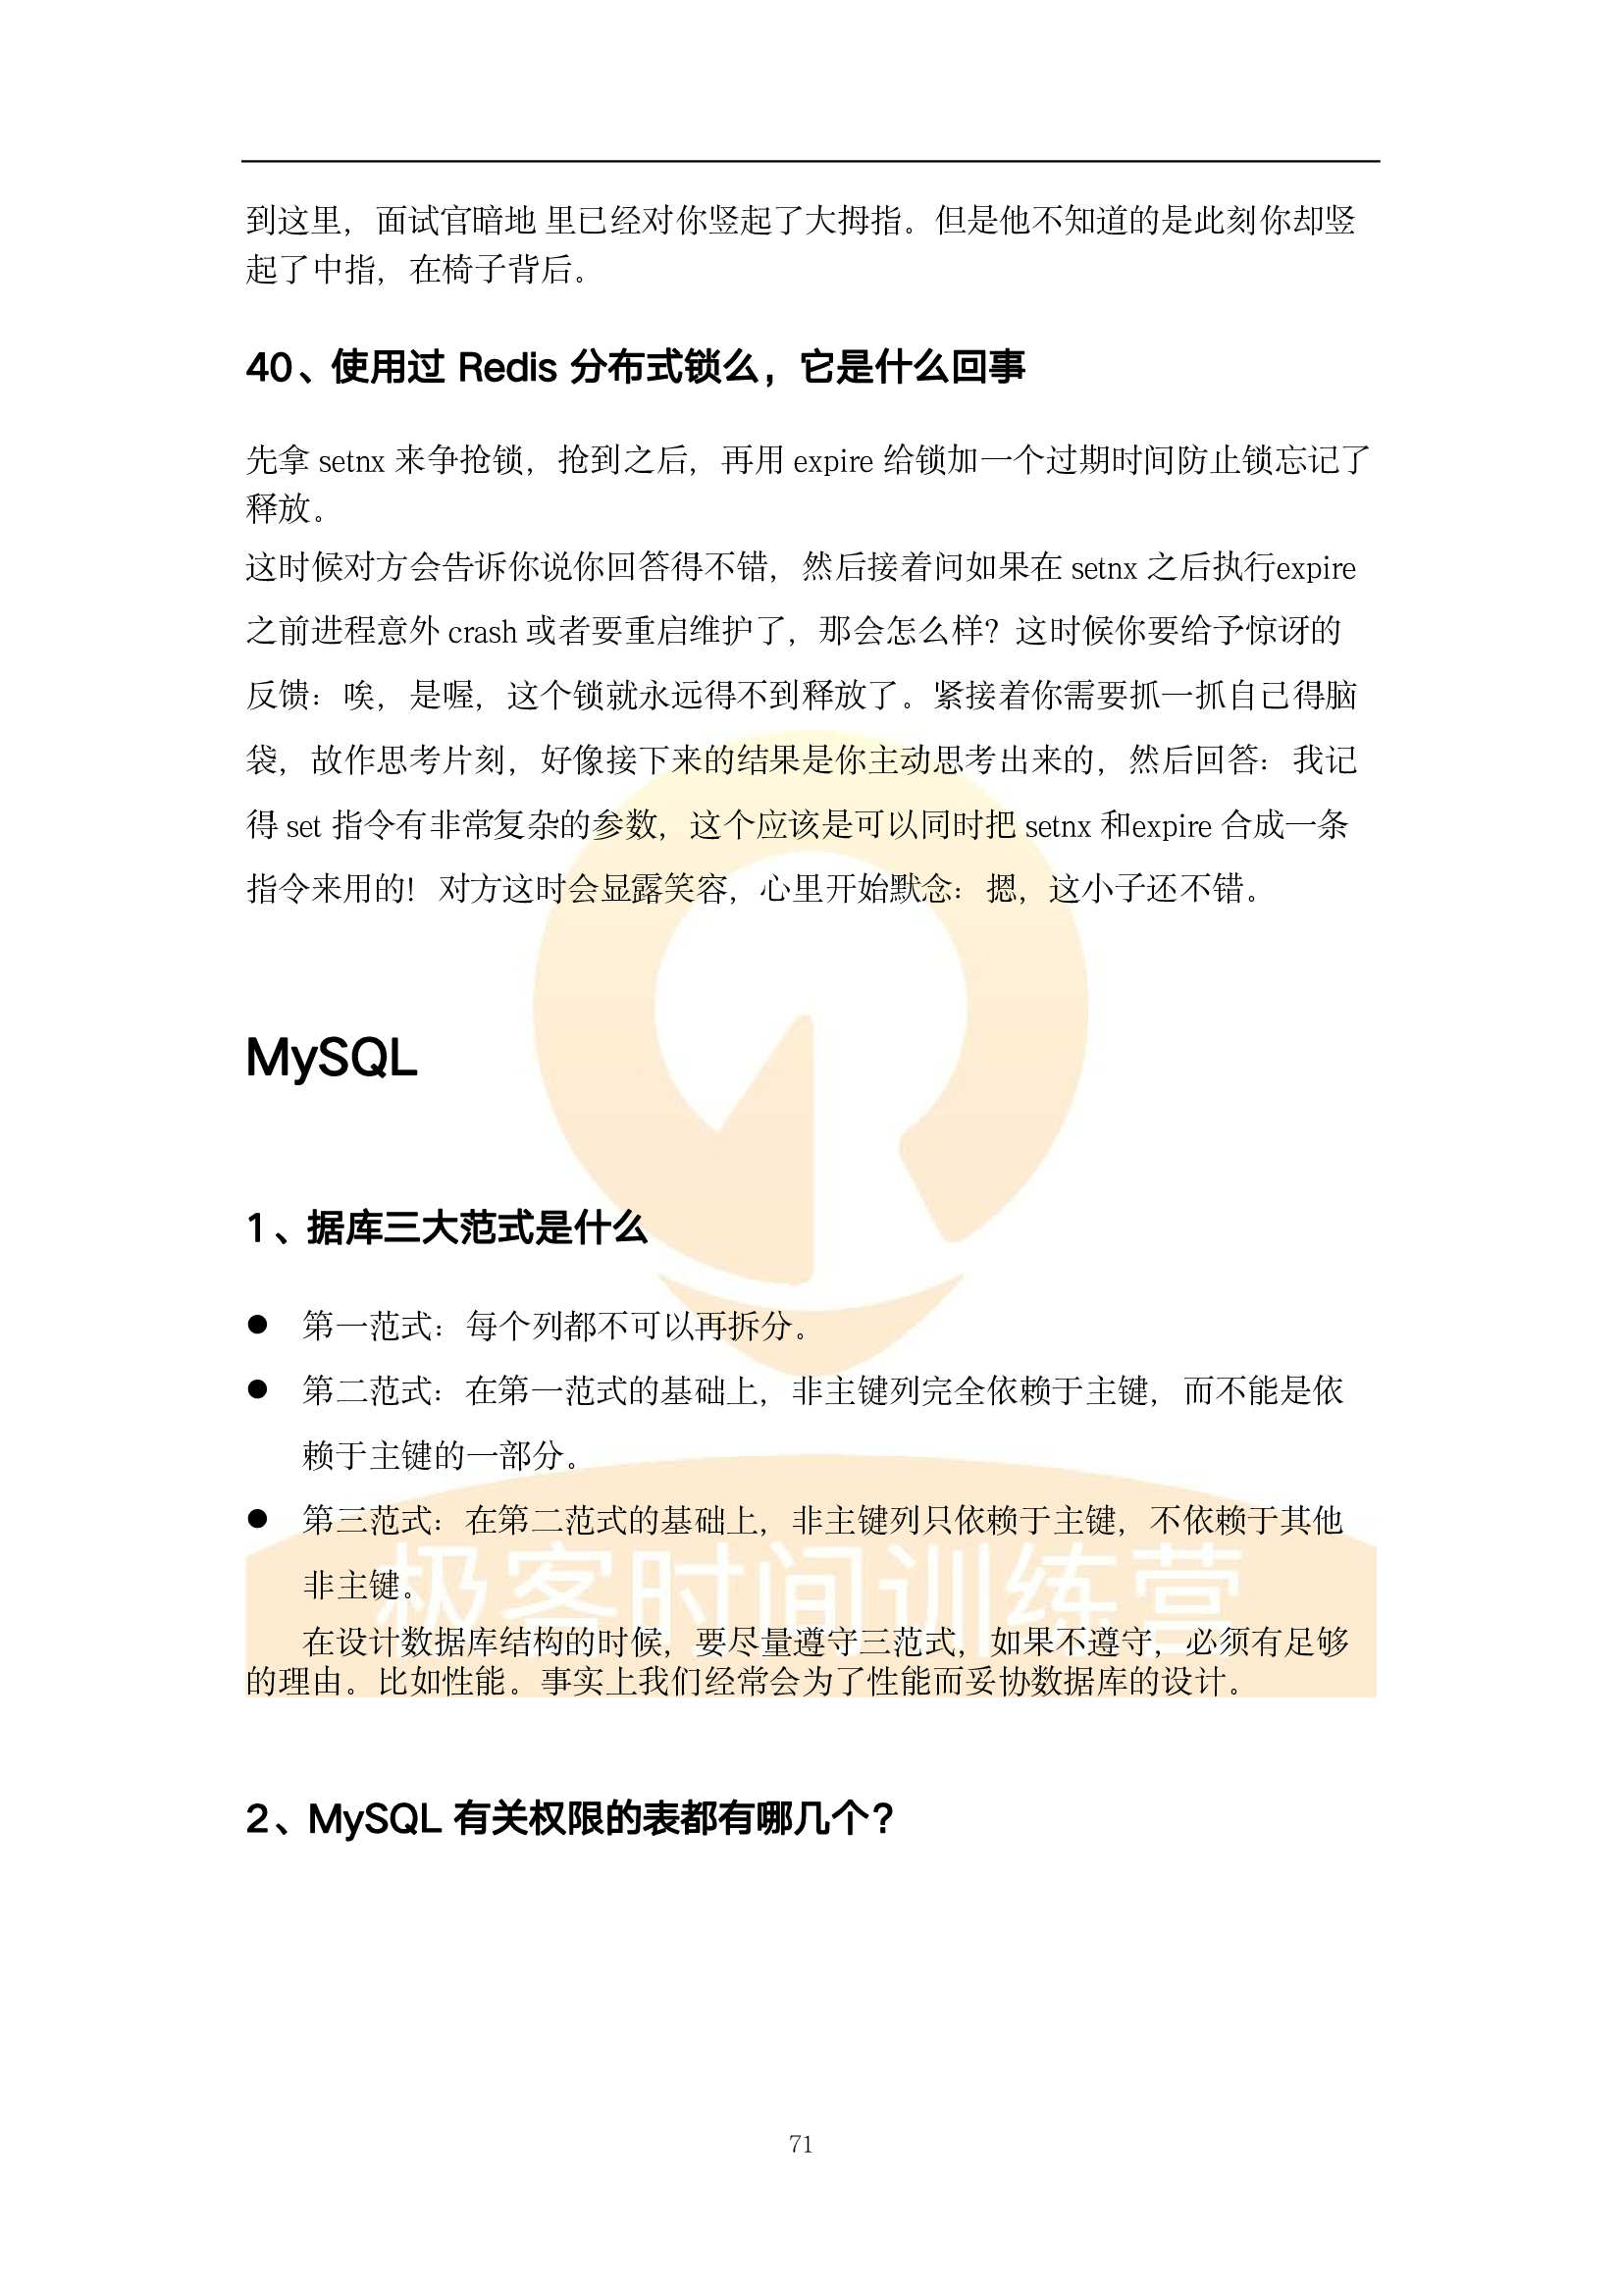 到这里，面试官暗地 里已经对你竖起了大拇指。但是他不知道的是此刻你却竖
起了中指，在椅子背后。
40、使用过 Redis 分布式锁么，它是什么回事
先拿 setnx 来争抢锁，抢到之后，再用 expire 给锁加一个过期时间防止锁忘记了
释放。
这时候对方会告诉你说你回答得不错，然后接着问如果在 setnx 之后执行expire
之前进程意外 crash 或者要重启维护了，那会怎么样？这时候你要给予惊讶的
反馈：唉，是喔，这个锁就永远得不到释放了。紧接着你需要抓一抓自己得脑
袋，故作思考片刻，好像接下来的结果是你主动思考出来的，然后回答：我记
得 set 指令有非常复杂的参数，这个应该是可以同时把 setnx 和expire 合成一条
指令来用的！对方这时会显露笑容，心里开始默念：摁，这小子还不错。
MySQL
1、据库三大范式是什么
● 第一范式：每个列都不可以再拆分。
● 第二范式：在第一范式的基础上，非主键列完全依赖于主键，而不能是依
赖于主键的一部分。
● 第三范式：在第二范式的基础上，非主键列只依赖于主键，不依赖于其他
非主键。
极客时间训练营
在设计数据库结构的时候，要尽量遵守三范式，如果不遵守，必须有足够
的理由。比如性能。事实上我们经常会为了性能而妥协数据库的设计。
2、MySQL 有关权限的表都有哪几个？
71